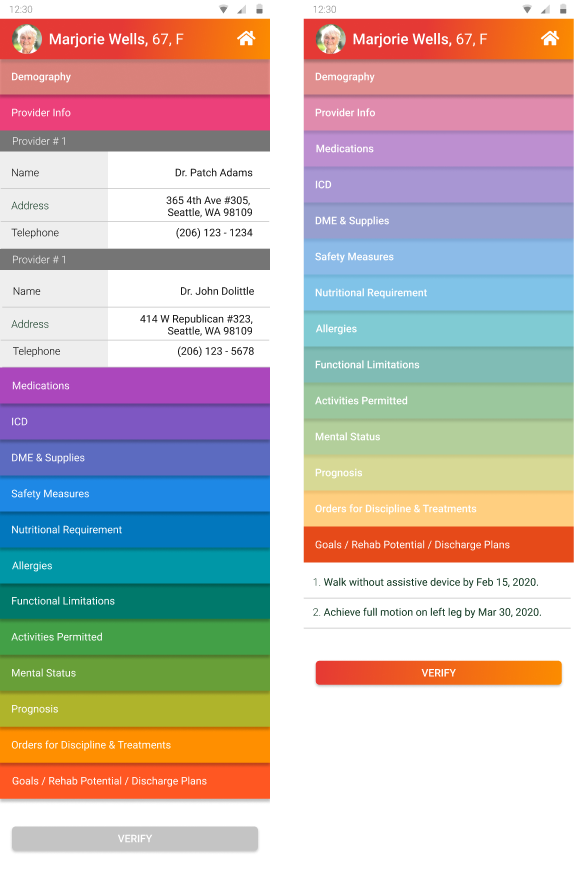 12:30
Marjorie Wells, 67, F
Demography
Provider Info
Provider # 1
Name
Dr. Patch Adams
Address
365 4th Ave #305,
Seattle, WA 98109
Telephone
(206) 123 - 1234
Provider # 1
Name
Dr. John Dolittle
Address
414 W Republican #323,
Seattle, WA 98109
Telephone
(206) 123 - 5678
Medications
ICD
DME & Supplies
Safety Measures
Nutritional Requirement
Allergies
Functional Limitations
Activities Permitted
Mental Status
Prognosis
Orders for Discipline & Treatments
Goals / Rehab Potential / Discharge Plans
VERIFY
12:30
Marjorie Wells, 67, F
Demography
Provider Info
Medications
ICD
DME & Supplies
Safety Measures
Nutritional Requirement
Allergies
Functional Limitations
Activities Permitted
Mental Status
Prognosis
Orders for Discipline & Treatments
Goals / Rehab Potential / Discharge Plans
1. Walk without assistive device by Feb 15, 2020.
2. Achieve full motion on left leg by Mar 30, 2020.
VERIFY